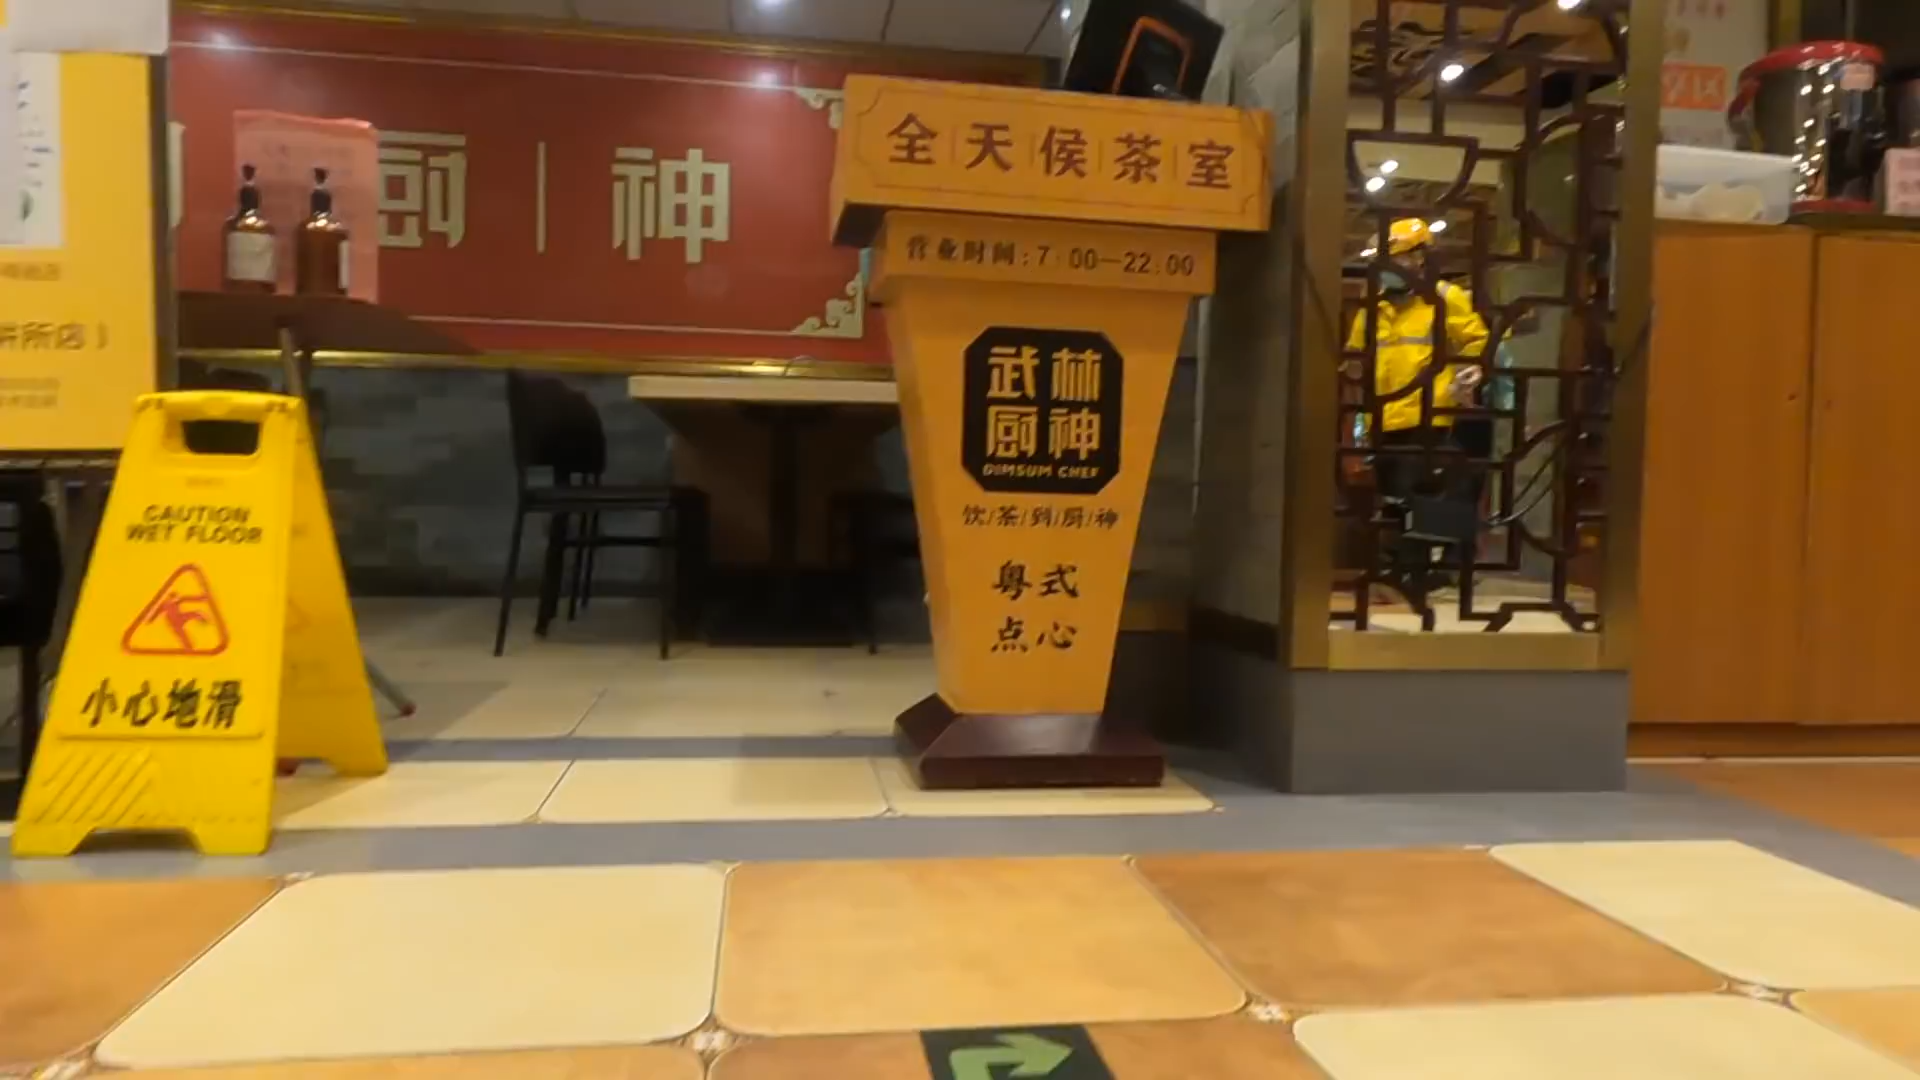 厨 | 神
全天侯茶室
营业时间:7:00—22:00
武林
厨神
DIMSUM CHEF
饮/茶/到/厨/神
粤式
点心
CAUTION
WET FLOOR
小心地滑